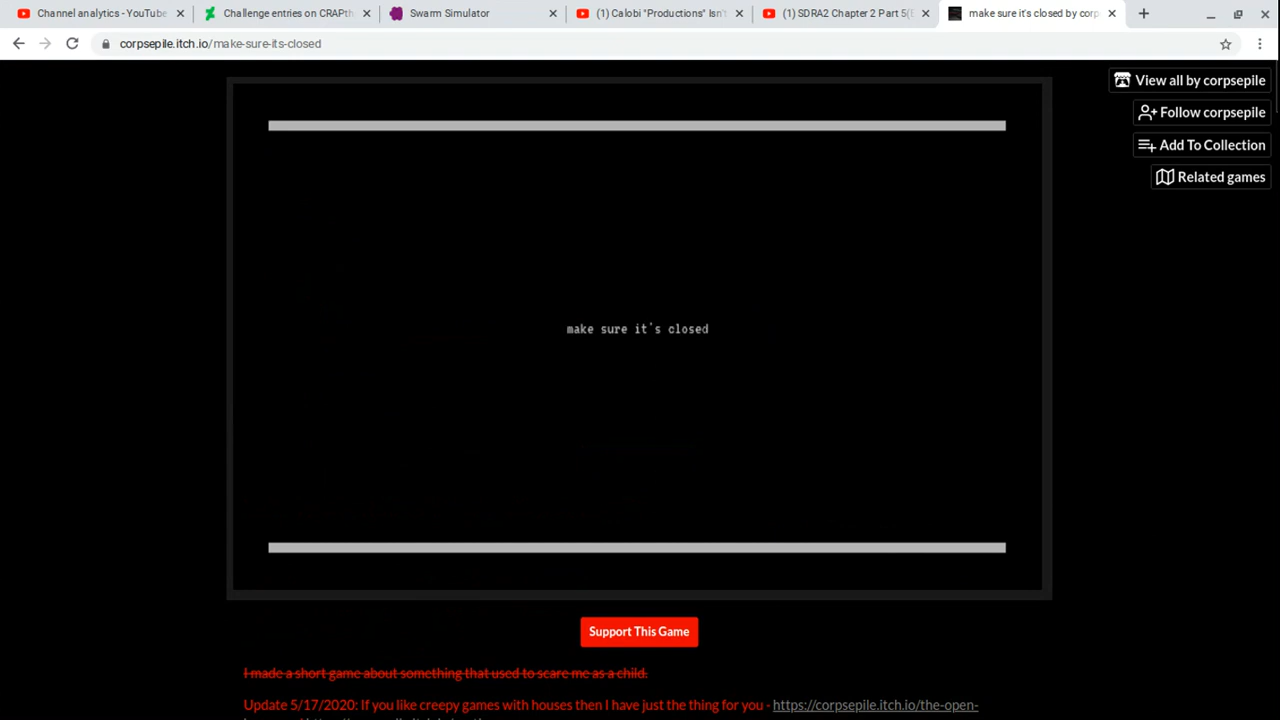 Channel analytics - YouTube
Challenge entries on CRAPth
Swarm Simulator
(1) Calobi "Productions" Isn'
(1) SDRA2 Chapter 2 Part 5(E
make sure it's closed by corp
corpsepile.itch.io/make-sure-its-closed
View all by corpsepile
Follow corpsepile
Add To Collection
Related games
make sure it's closed
Support This Game
I made a short game about something that used to scare me as a child.
Update 5/17/2020: If you like creepy games with houses then I have just the thing for you - https://corpsepile.itch.io/the-open-